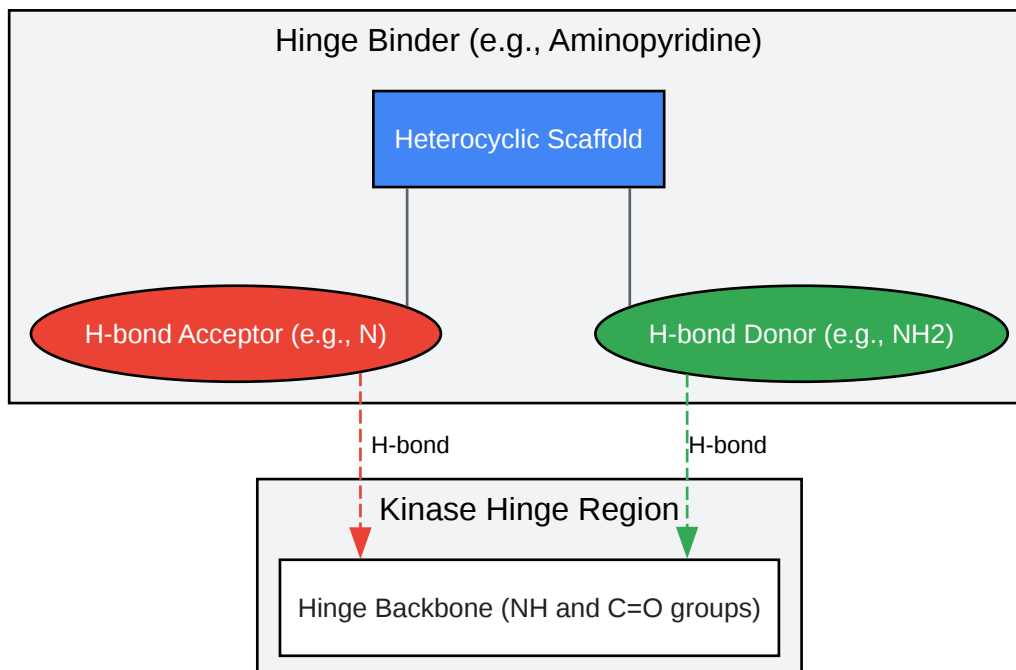 Hinge Binder (e.g., Aminopyridine)
Heterocyclic Scaffold
H-bond Acceptor (e.g., N)
H-bond Donor (e.g., NH2)
H-bond
H-bond
Kinase Hinge Region
Hinge Backbone (NH and C=O groups)